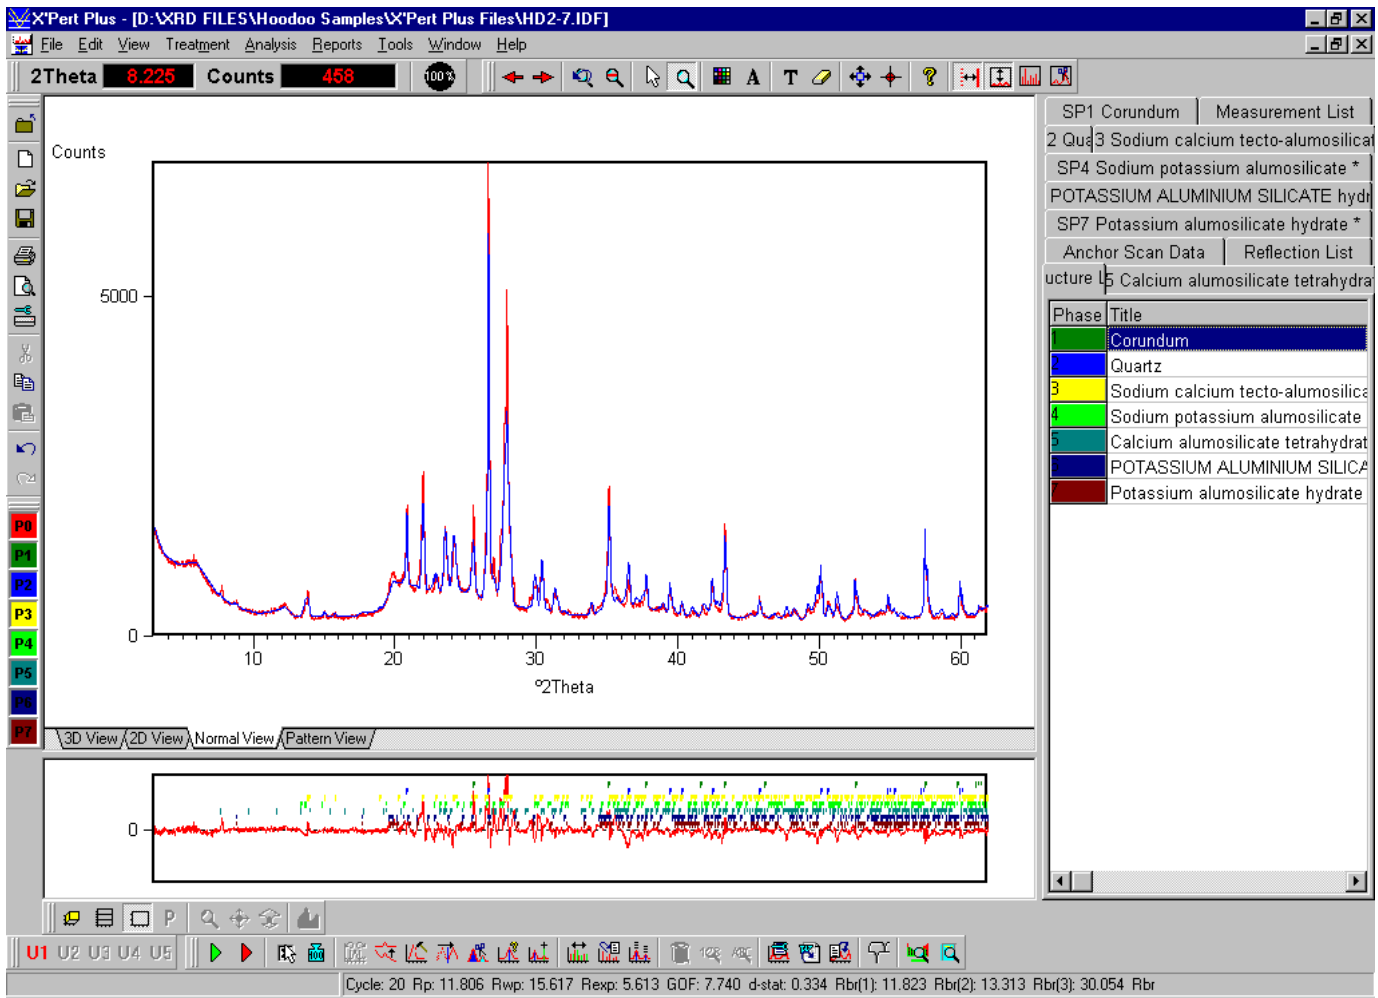 X'Pert Plus - [D:\XRD FILES\Hoodoo Samples\X'Pert Plus Files\HD2-7.IDF]
File Edit View Treatment Analysis Reports Tools Window Help
2Theta 8.225 Counts 458 100% A T ?
SP1 Corundum Measurement List
2 Qua 3 Sodium calcium tecto-alumosilicat
SP4 Sodium potassium alumosilicate *
POTASSIUM ALUMINIUM SILICATE hydr
SP7 Potassium alumosilicate hydrate *
Anchor Scan Data Reflection List
ucture L 5 Calcium alumosilicate tetrahydra
Phase Title
1 Corundum
2 Quartz
3 Sodium calcium tecto-alumosilica
4 Sodium potassium alumosilicate
5 Calcium alumosilicate tetrahydrat
6 POTASSIUM ALUMINIUM SILICA
7 Potassium alumosilicate hydrate
Counts
5000
0
10 20 30 40 50 60
°2Theta
P0
P1
P2
P3
P4
P5
P6
P7
3D View 2D View Normal View Pattern View
0
P
U1 U2 U3 U4 U5
Cycle: 20 Rp: 11.806 Rwp: 15.617 Rexp: 5.613 GOF: 7.740 d-stat: 0.334 Rbr(1): 11.823 Rbr(2): 13.313 Rbr(3): 30.054 Rbr